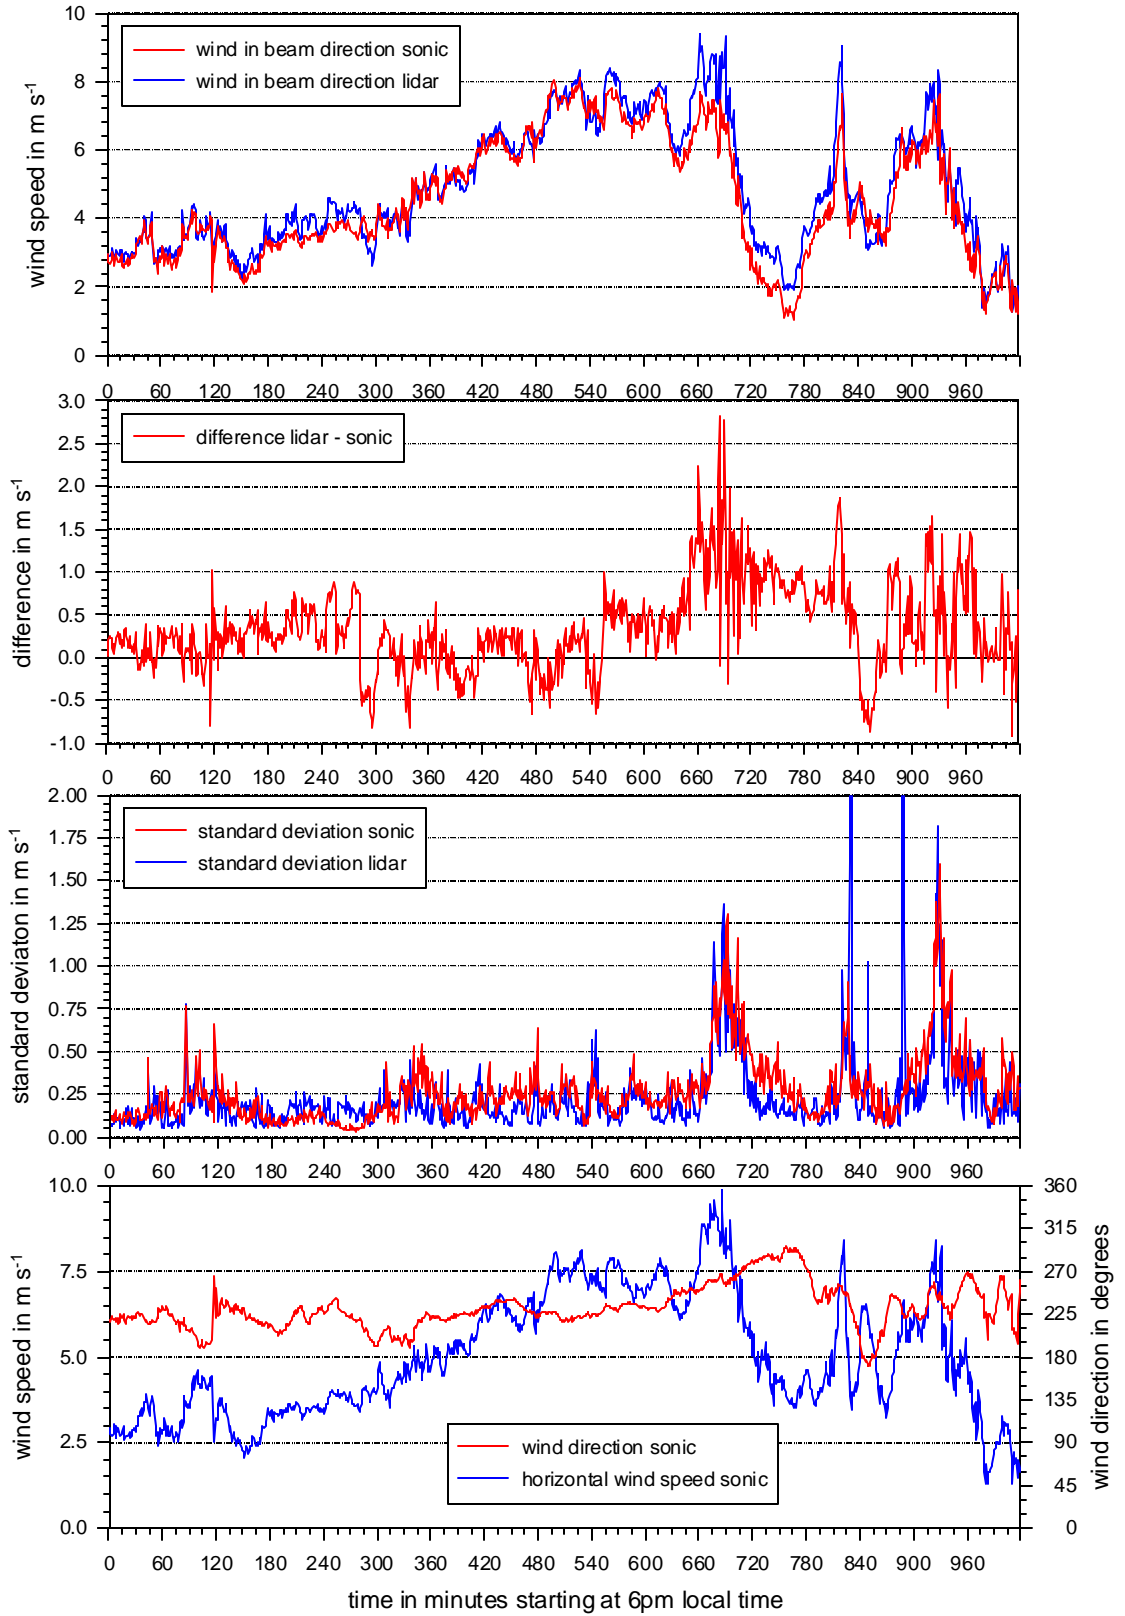 10
8
6
4
2
0
wind speed in m s-1
wind in beam direction sonic
wind in beam direction lidar
0 60 120 180 240 300 360 420 480 540 600 660 720 780 840 900 960
3.0
2.5
2.0
1.5
1.0
0.5
0.0
-0.5
-1.0
difference in m s-1
difference lidar - sonic
0 60 120 180 240 300 360 420 480 540 600 660 720 780 840 900 960
2.00
1.75
1.50
1.25
1.00
0.75
0.50
0.25
0.00
standard deviaton in m s-1
standard deviation sonic
standard deviation lidar
0 60 120 180 240 300 360 420 480 540 600 660 720 780 840 900 960
10.0
7.5
5.0
2.5
0.0
wind speed in m s-1
wind direction sonic
horizontal wind speed sonic
360
315
270
225
180
135
90
45
0
wind direction in degrees
0 60 120 180 240 300 360 420 480 540 600 660 720 780 840 900 960
time in minutes starting at 6pm local time